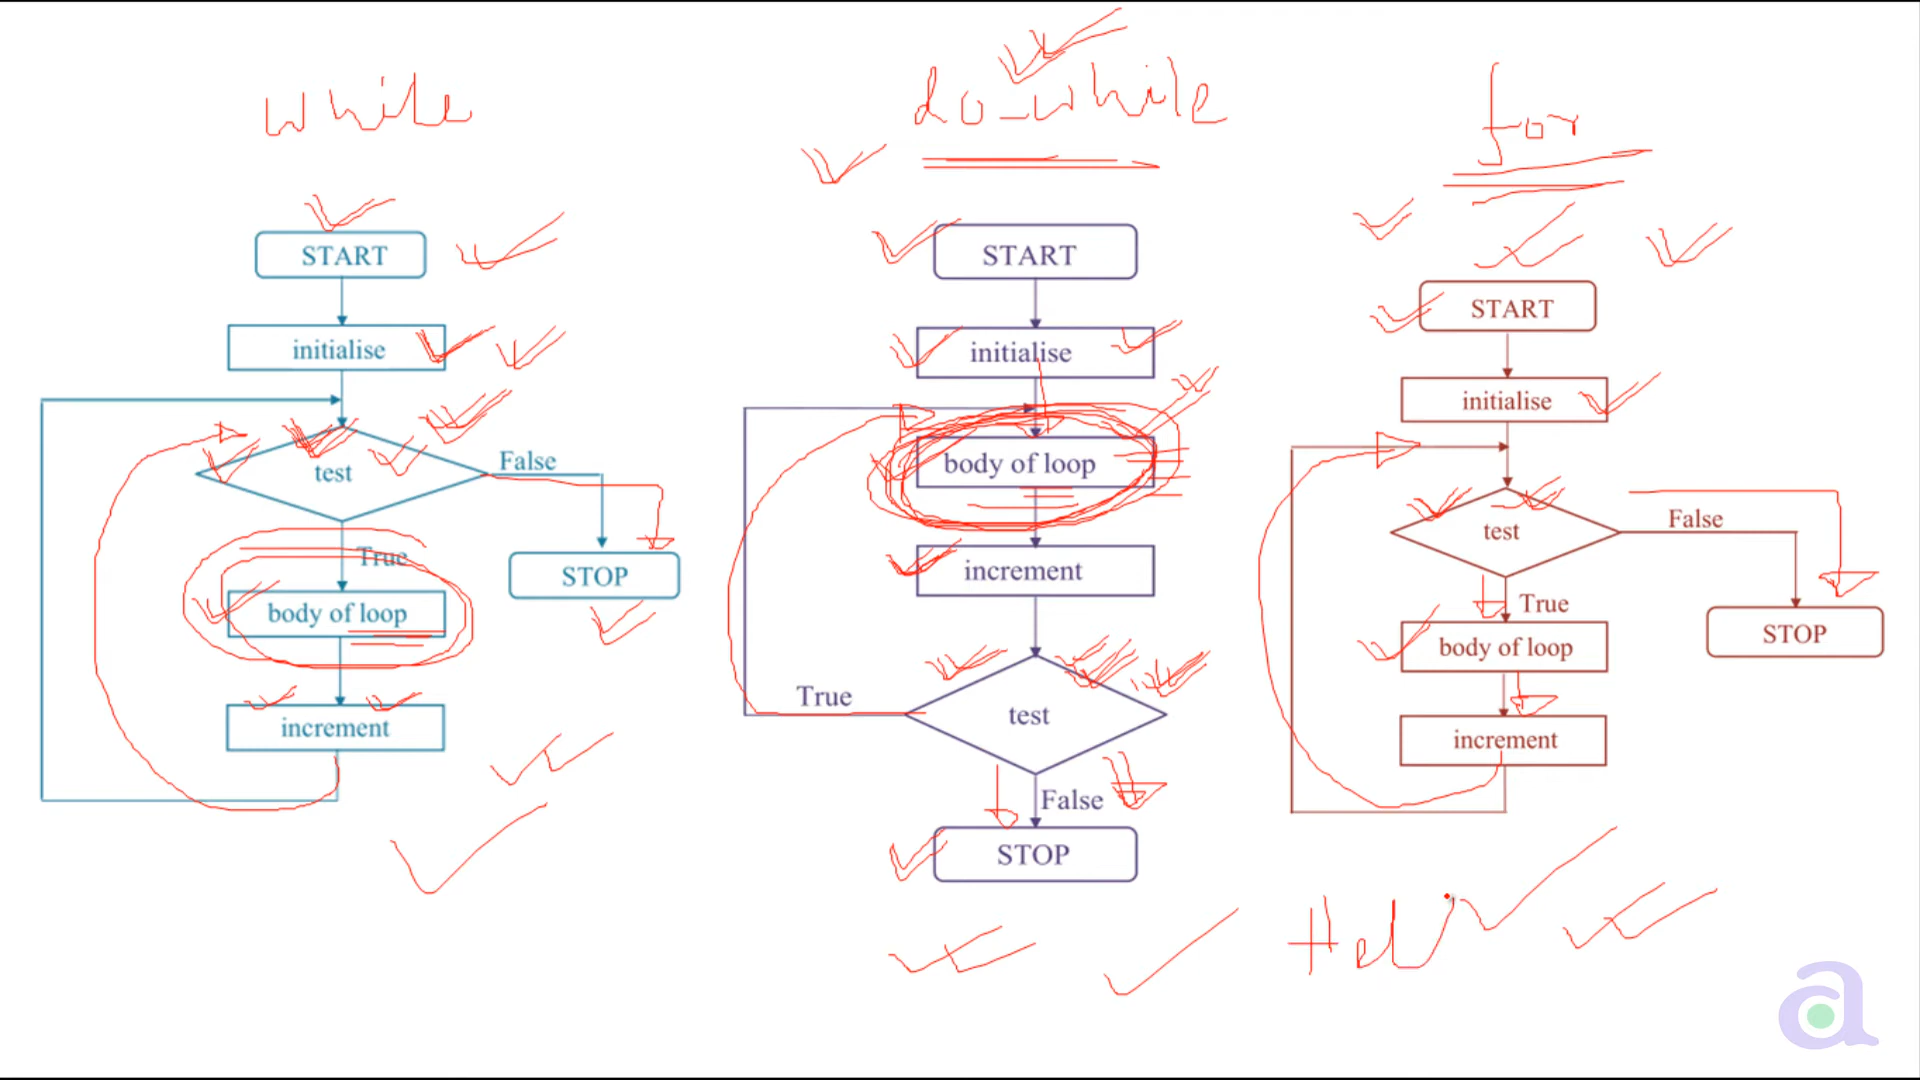 while
do-while
for
START
initialise
test
False
True
STOP
body of loop
increment
START
initialise
body of loop
increment
True
test
False
STOP
START
initialise
test
False
True
STOP
body of loop
increment